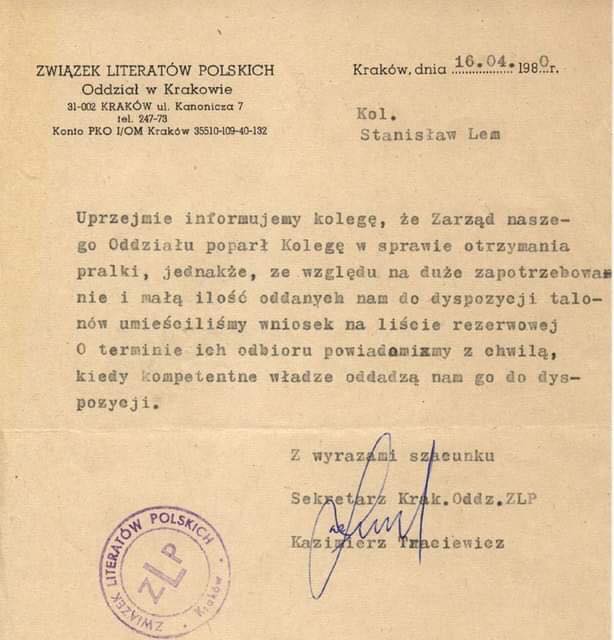 ZWIĄZEK LITERATÓW POLSKICH
Oddział w Krakowie
31-002 KRAKÓW ul. Kanonicza 7
tel. 247-73
Konto PKO I/OM Kraków 35510-109-40-132
Kraków, dnia 16.04. 1980r.
Kol.
Stanisław Lem
Uprzejmie informujemy kolegę, że Zarząd nasze-
go Oddziału poparł Kolegę w sprawie otrzymania
pralki, jednakże, ze względu na duże zapotrzebowa-
nie i małą ilość oddanych nam do dyspozycji talo-
nów umieściliśmy wniosek na liście rezerwowej
O terminie ich odbioru powiadomixmy z chwilą,
kiedy kompetentne władze oddadzą nam go do dys-
pozycji.
Z wyrazami szacunku
Sekretarz Krak.Oddz.ZLP
Kazimierz Traciewicz
ZWIĄZEK LITERATÓW POLSKICH
ZLP
Kraków